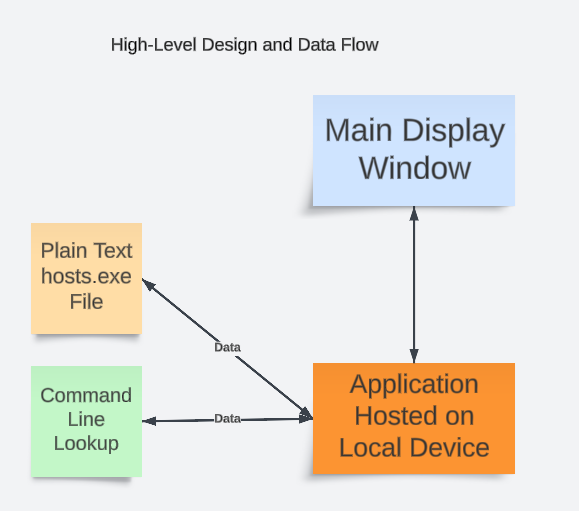 High-Level Design and Data Flow
Main Display
Window
Plain Text
hosts.exe
File
Data
Command
Line
Lookup
Data
Application
Hosted on
Local Device